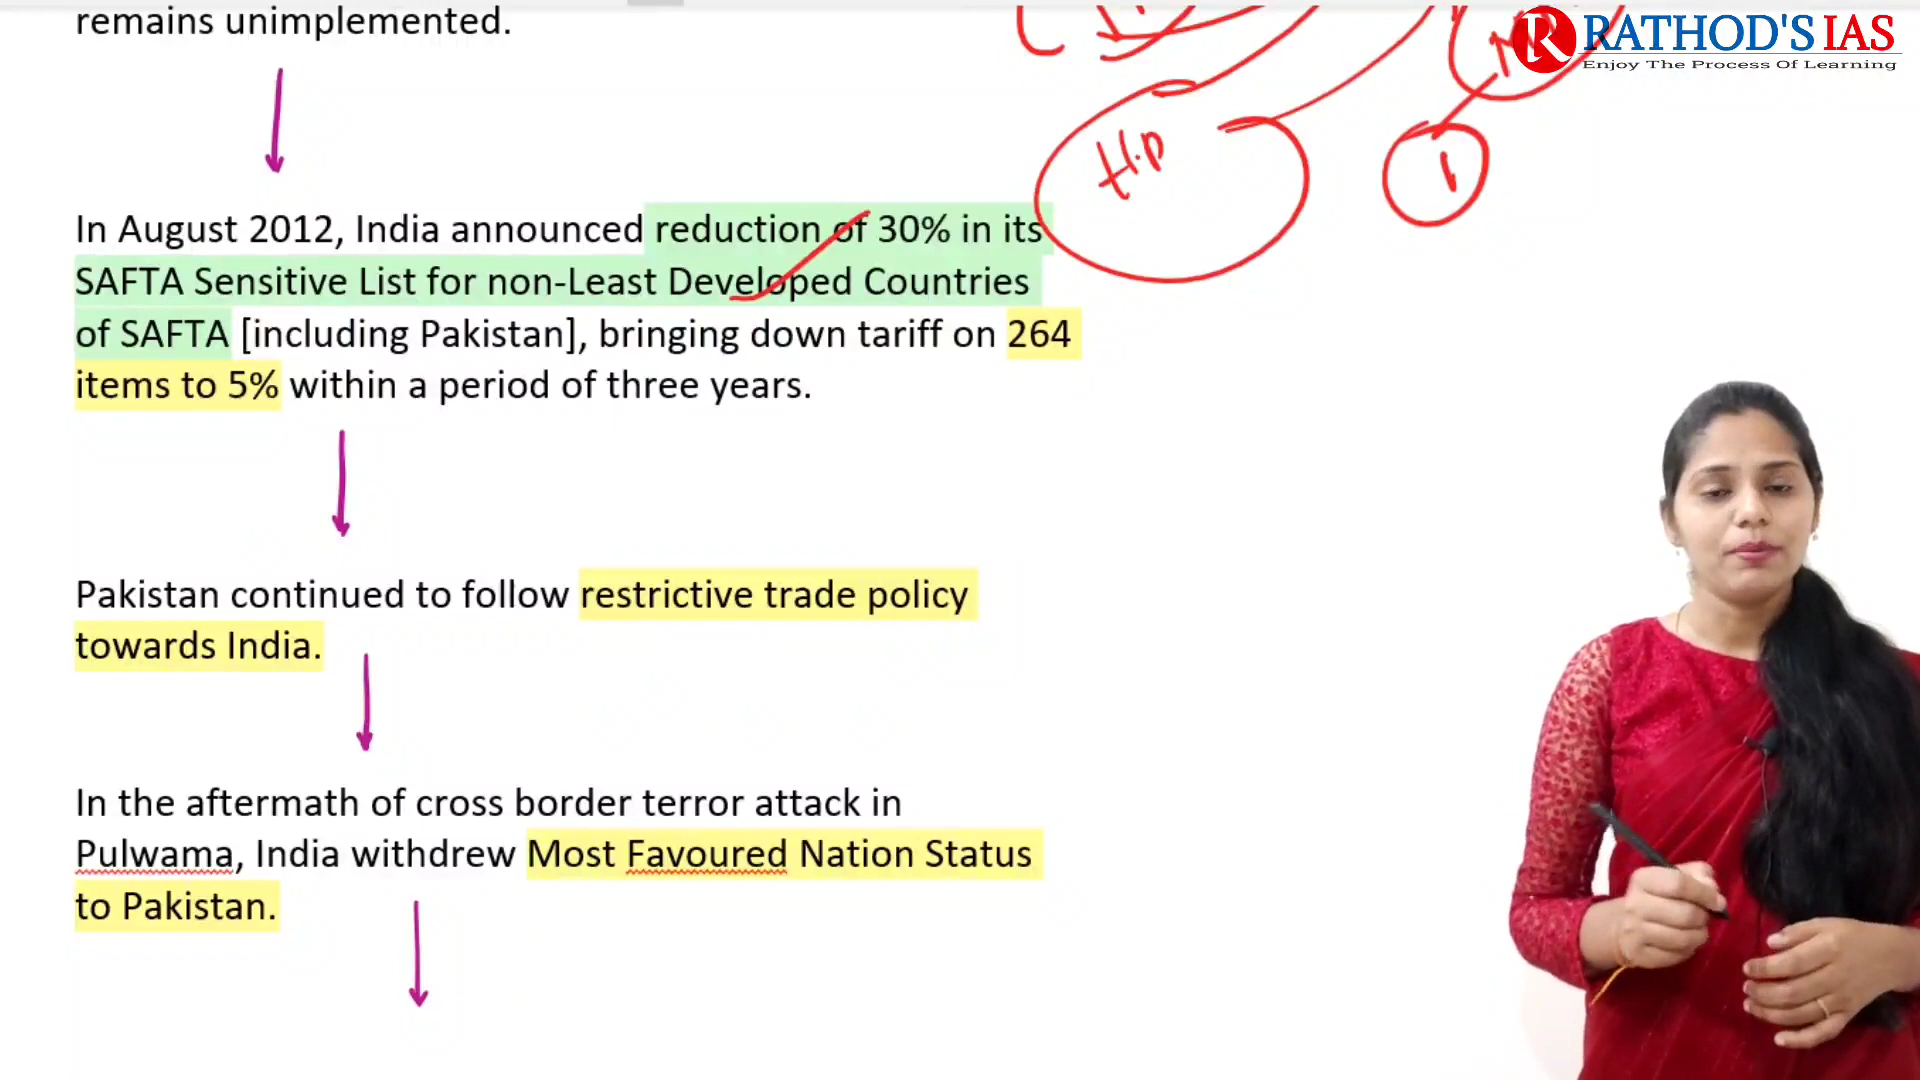 remains unimplemented.
RATHOD'S IAS
Enjoy The Process Of Learning
H.P
1
In August 2012, India announced reduction of 30% in its
SAFTA Sensitive List for non-Least Developed Countries
of SAFTA [including Pakistan], bringing down tariff on 264
items to 5% within a period of three years.
Pakistan continued to follow restrictive trade policy
towards India.
In the aftermath of cross border terror attack in
Pulwama, India withdrew Most Favoured Nation Status
to Pakistan.